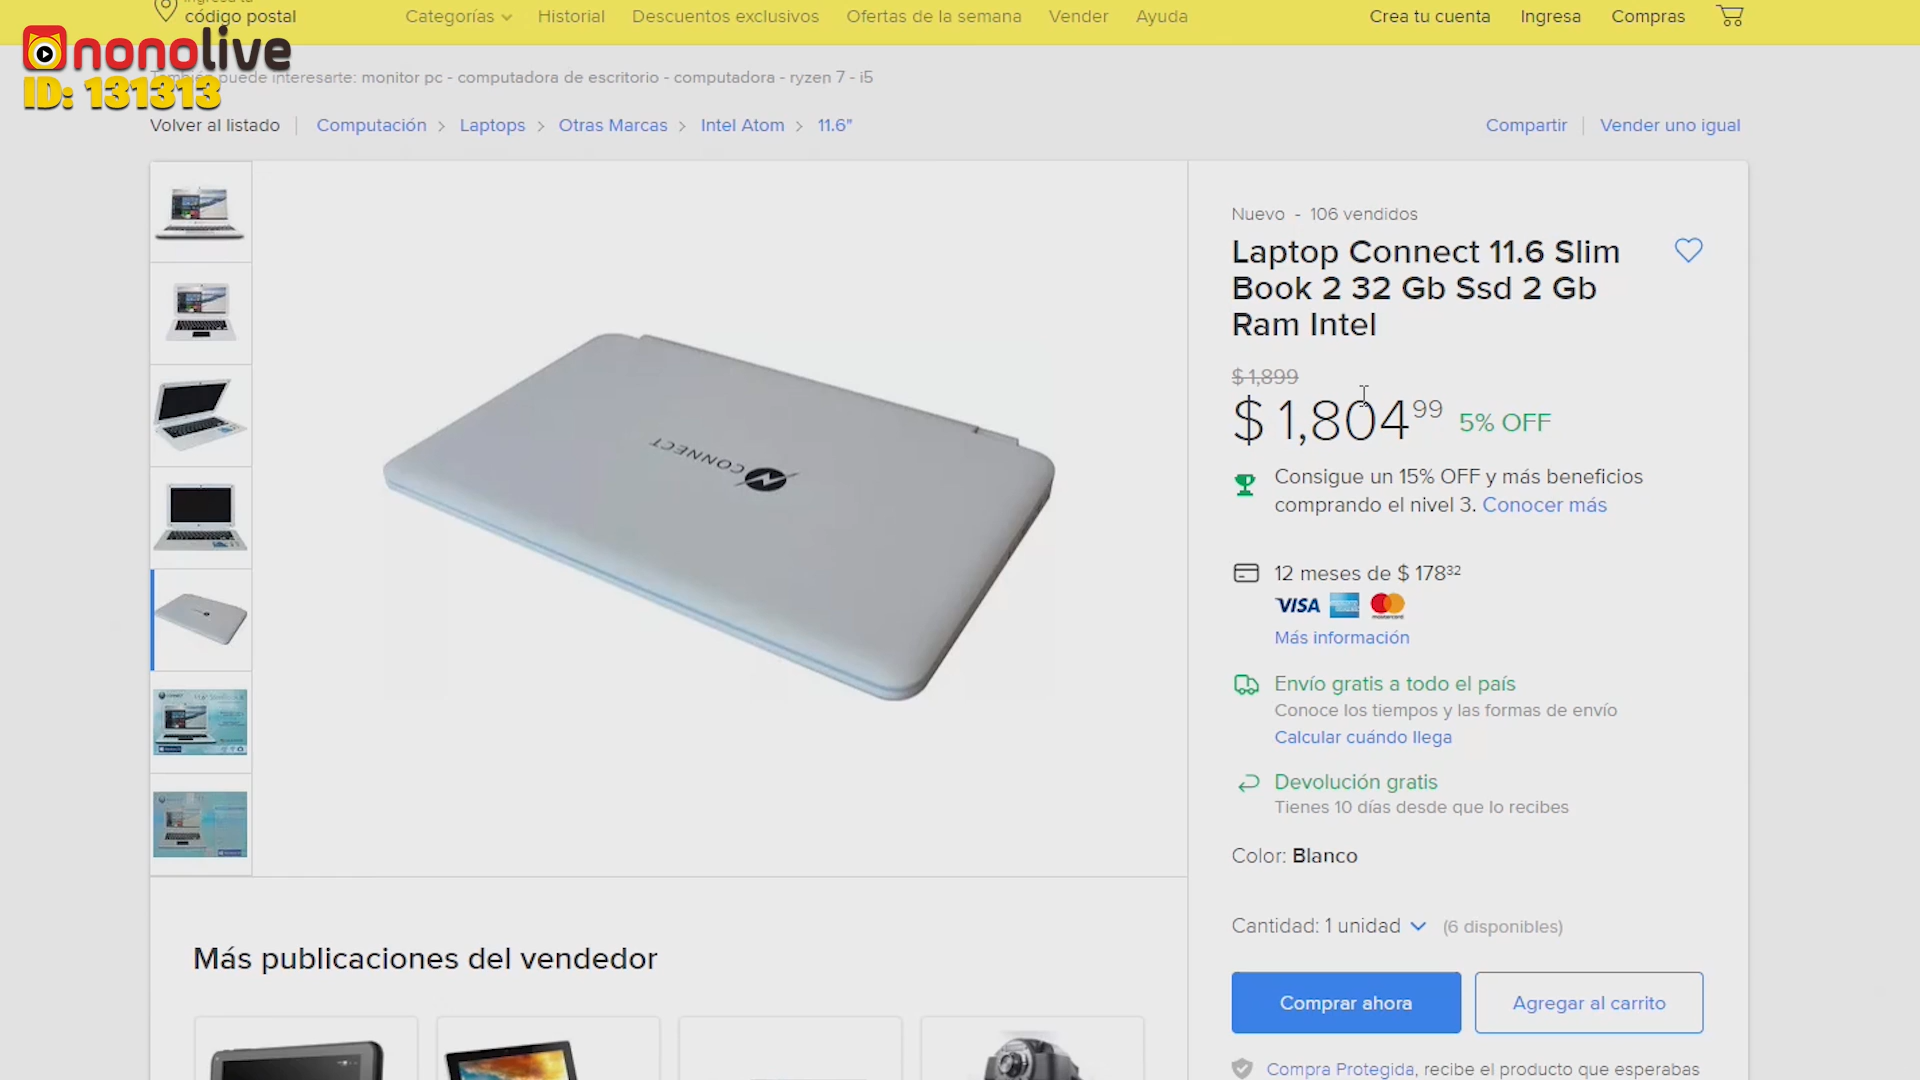 código postal
Categorías
Historial
Descuentos exclusivos
Ofertas de la semana
Vender
Ayuda
Crea tu cuenta
Ingresa
Compras
nonolive
ID: 131313
También puede interesarte: monitor pc - computadora de escritorio - computadora - ryzen 7 - i5
Volver al listado
Computación > Laptops > Otras Marcas > Intel Atom > 11.6"
Compartir
Vender uno igual
Nuevo - 106 vendidos
Laptop Connect 11.6 Slim
Book 2 32 Gb Ssd 2 Gb
Ram Intel
$ 1,899
$ 1,804 99 5% OFF
Consigue un 15% OFF y más beneficios
comprando el nivel 3. Conocer más
12 meses de $ 178 32
VISA
Más información
Envío gratis a todo el país
Conoce los tiempos y las formas de envío
Calcular cuándo llega
Devolución gratis
Tienes 10 días desde que lo recibes
Color: Blanco
Cantidad: 1 unidad (6 disponibles)
Comprar ahora
Agregar al carrito
Compra Protegida, recibe el producto que esperabas
CONNECT
Más publicaciones del vendedor